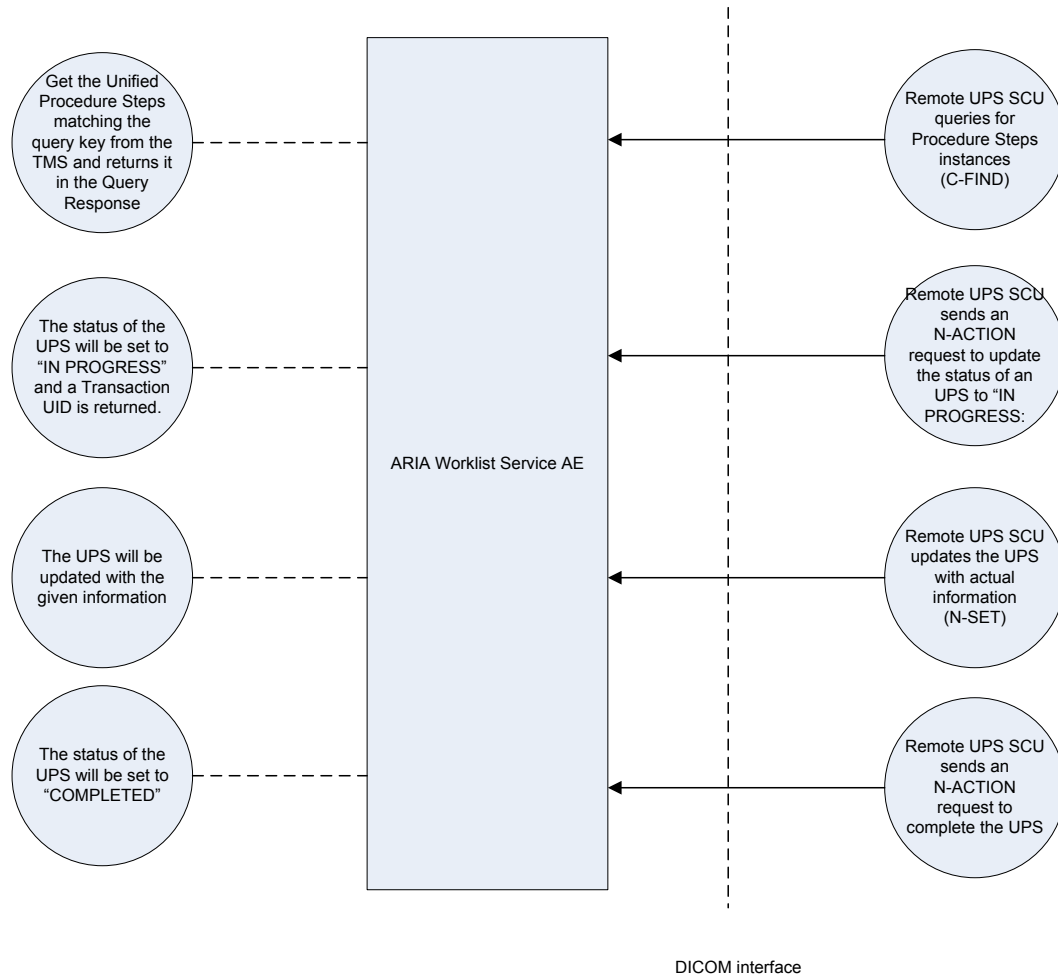 Get the Unified
Procedure Steps
matching the
query key from the
TMS and returns it
in the Query
Response
Remote UPS SCU
queries for
Procedure Steps
instances
(C-FIND)
The status of the
UPS will be set to
“IN PROGRESS”
and a Transaction
UID is returned.
Remote UPS SCU
sends an
N-ACTION
request to update
the status of an
UPS to “IN
PROGRESS:
ARIA Worklist Service AE
The UPS will be
updated with the
given information
Remote UPS SCU
updates the UPS
with actual
information
(N-SET)
The status of the
UPS will be set to
“COMPLETED”
Remote UPS SCU
sends an
N-ACTION
request to
complete the UPS
DICOM interface